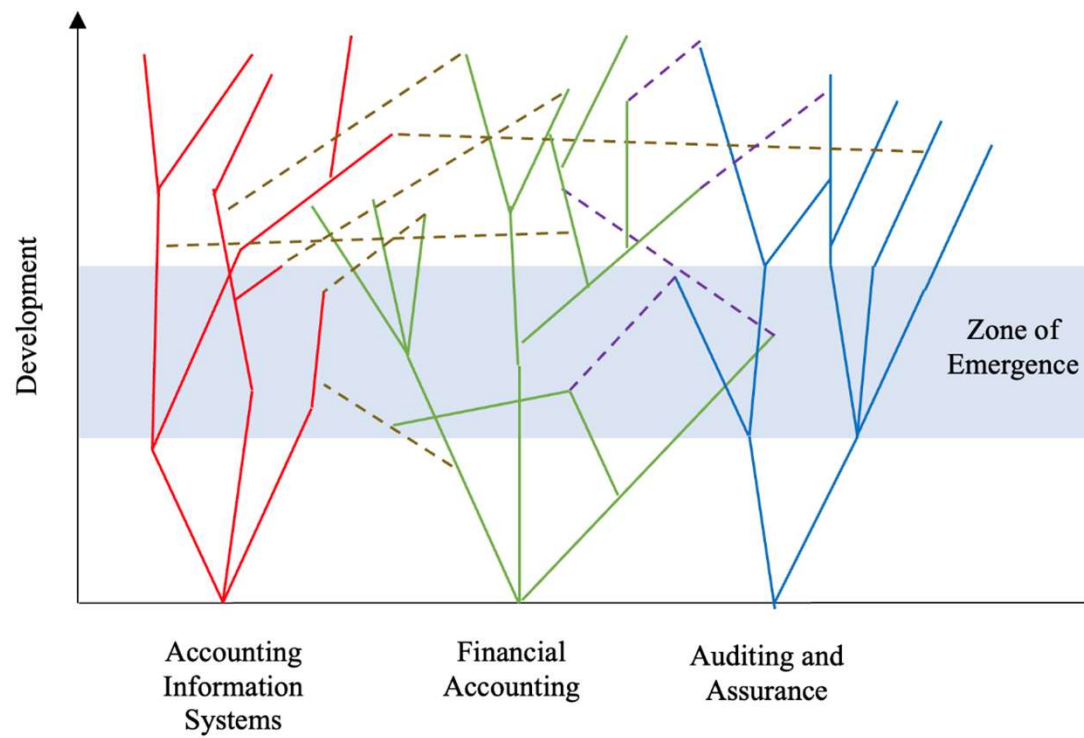 Development
Zone of
Emergence
Accounting
Information
Systems
Financial
Accounting
Auditing and
Assurance